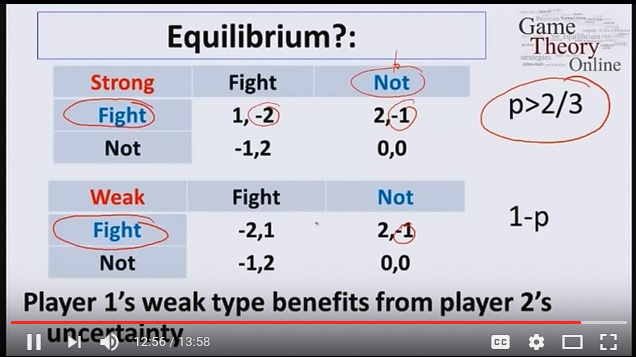 Equilibrium?:
Game
Theory
Online
Strong Fight Not
Fight 1,-2 2,-1
Not -1,2 0,0
p>2/3
Weak Fight Not
Fight -2,1 2,-1
Not -1,2 0,0
1-p
Player 1's weak type benefits from player 2's
uncertainty
12:56 / 13:58
CC